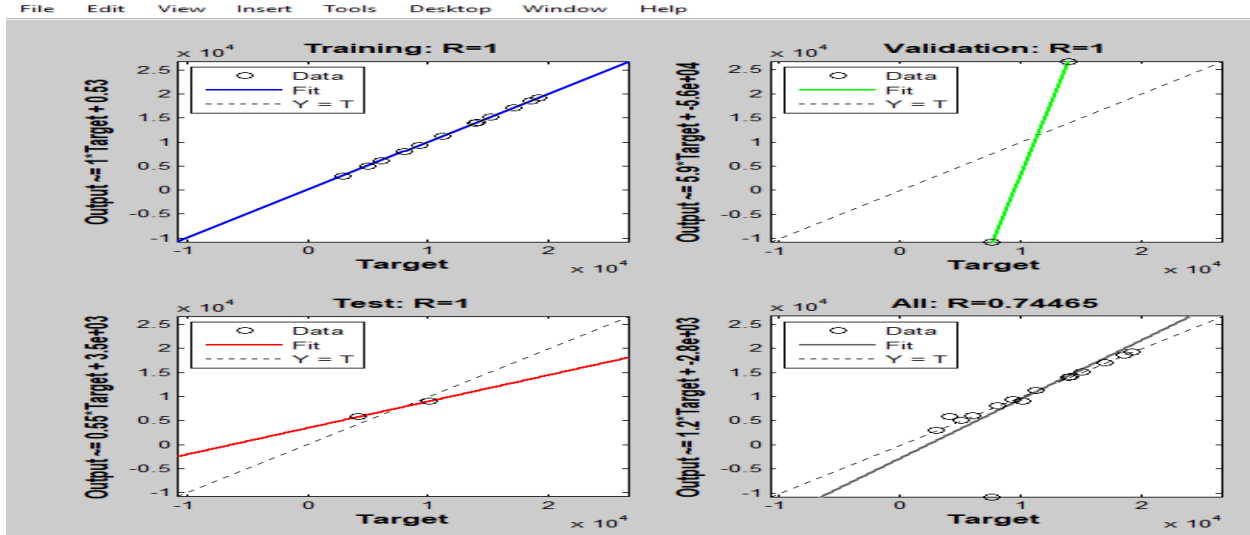 File Edit View Insert Tools Desktop Window Help
× 10^4 Training: R=1
Output ~= 1*Target + 0.53
2.5
2
1.5
1
0.5
0
-0.5
-1
Data
Fit
Y = T
-1 0 1 2
Target
× 10^4
× 10^4 Validation: R=1
Output ~= 5.9*Target + -5.6e+04
2.5
2
1.5
1
0.5
0
-0.5
-1
Data
Fit
Y = T
-1 0 1 2
Target
× 10^4
× 10^4 Test: R=1
Output ~= 0.55*Target + 3.5e+03
2.5
2
1.5
1
0.5
0
-0.5
-1
Data
Fit
Y = T
-1 0 1 2
Target
× 10^4
× 10^4 All: R=0.74465
Output ~= 1.2*Target + -2.8e+03
2.5
2
1.5
1
0.5
0
-0.5
-1
Data
Fit
Y = T
-1 0 1 2
Target
× 10^4